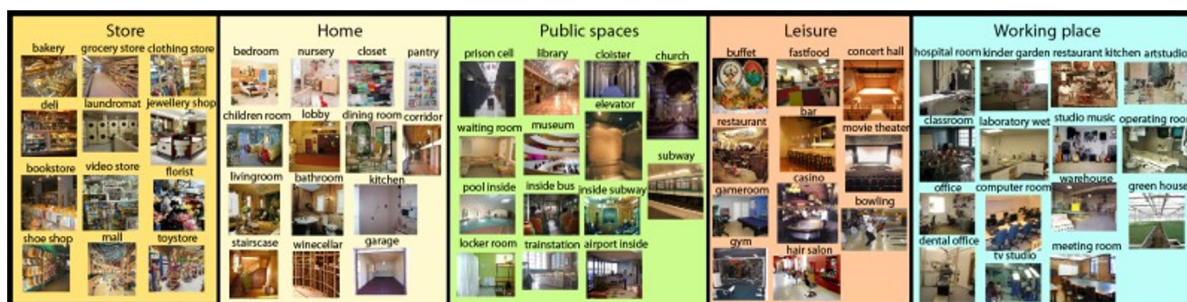 Store
bakery
grocery store
clothing store
deli
laundromat
jewellery shop
bookstore
video store
florist
shoe shop
mall
toystore
Home
bedroom
nursery
closet
pantry
children room
lobby
dining room
corridor
livingroom
bathroom
kitchen
stairscase
winecellar
garage
Public spaces
prison cell
library
cloister
church
elevator
waiting room
museum
subway
pool inside
inside bus
inside subway
locker room
trainstation
airport inside
Leisure
buffet
fastfood
concert hall
restaurant
bar
movie theater
gameroom
casino
bowling
gym
hair salon
Working place
hospital room
kinder garden
restaurant kitchen
artstudio
classroom
laboratory wet
studio music
operating room
office
computer room
warehouse
green house
dental office
tv studio
meeting room